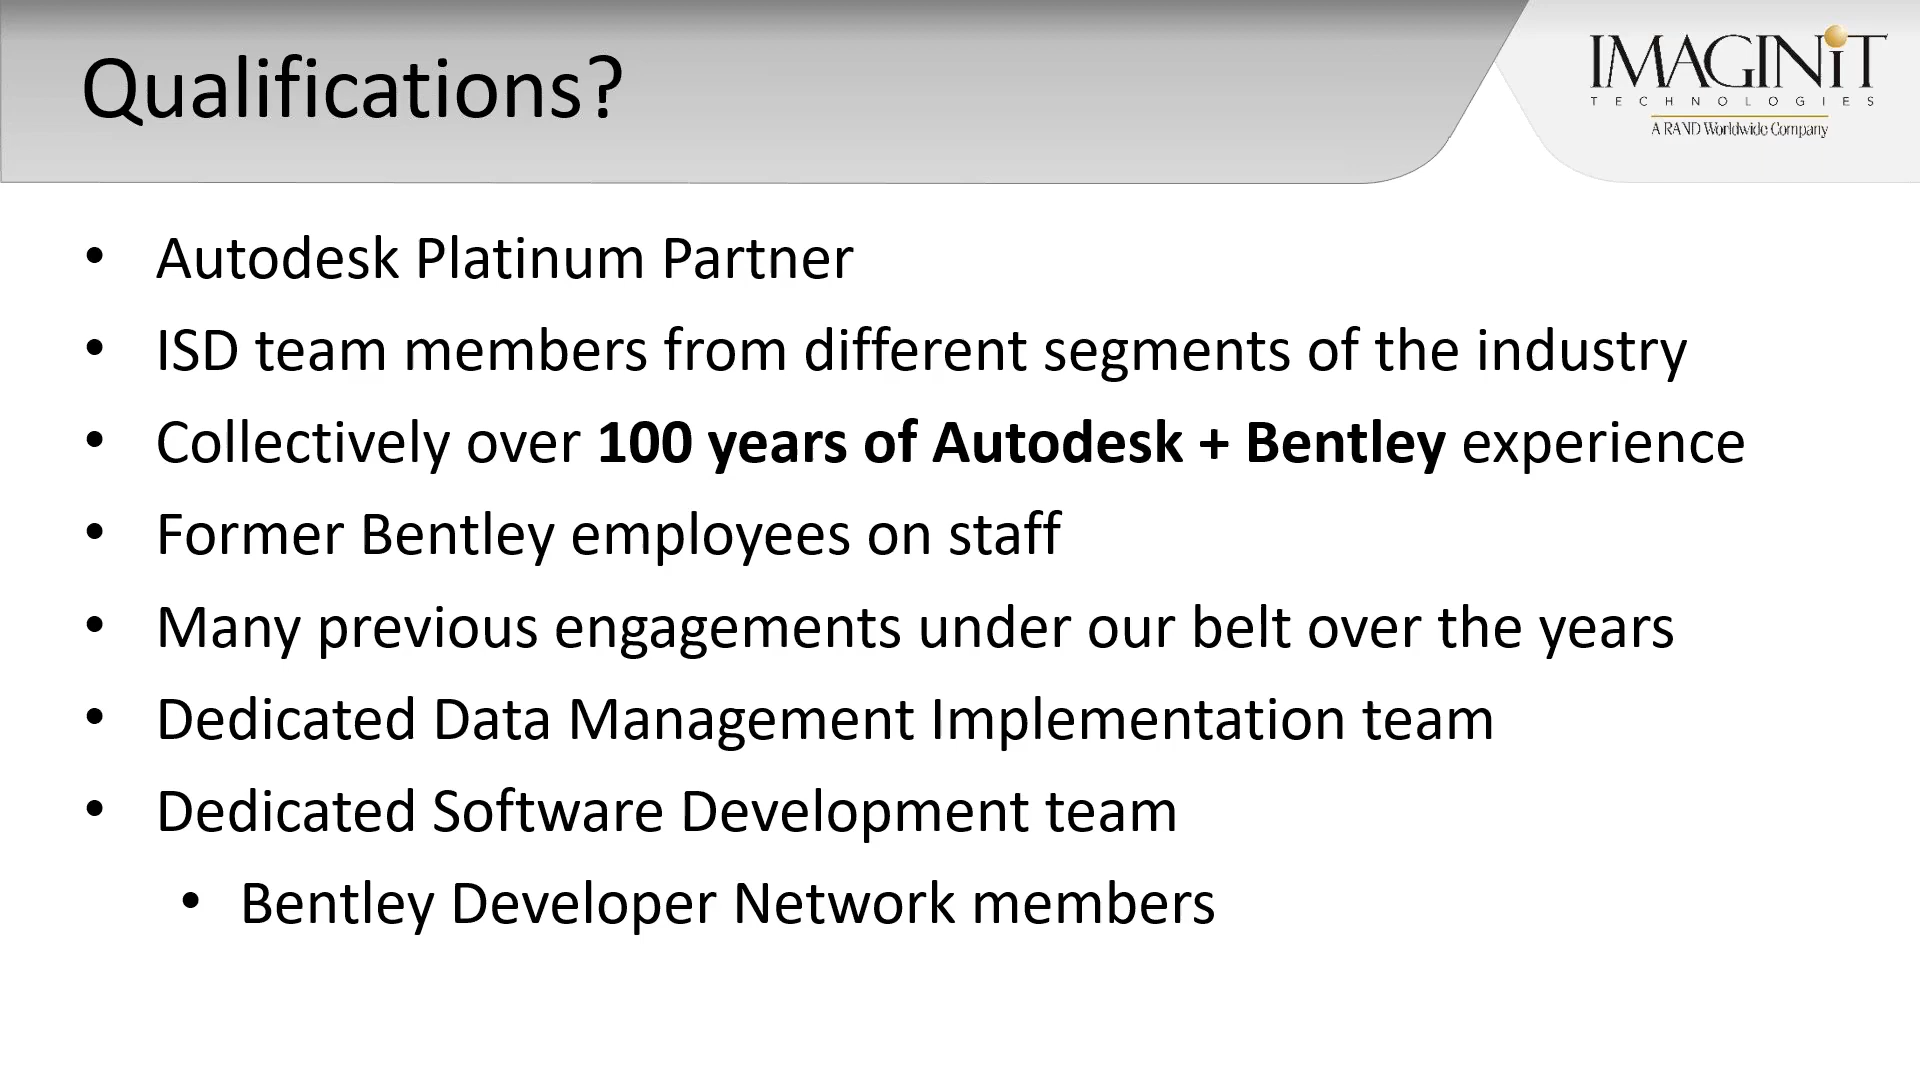 Qualifications?
IMAGINiT
TECHNOLOGIES
A RAND Worldwide Company
• Autodesk Platinum Partner
• ISD team members from different segments of the industry
• Collectively over 100 years of Autodesk + Bentley experience
• Former Bentley employees on staff
• Many previous engagements under our belt over the years
• Dedicated Data Management Implementation team
• Dedicated Software Development team
• Bentley Developer Network members